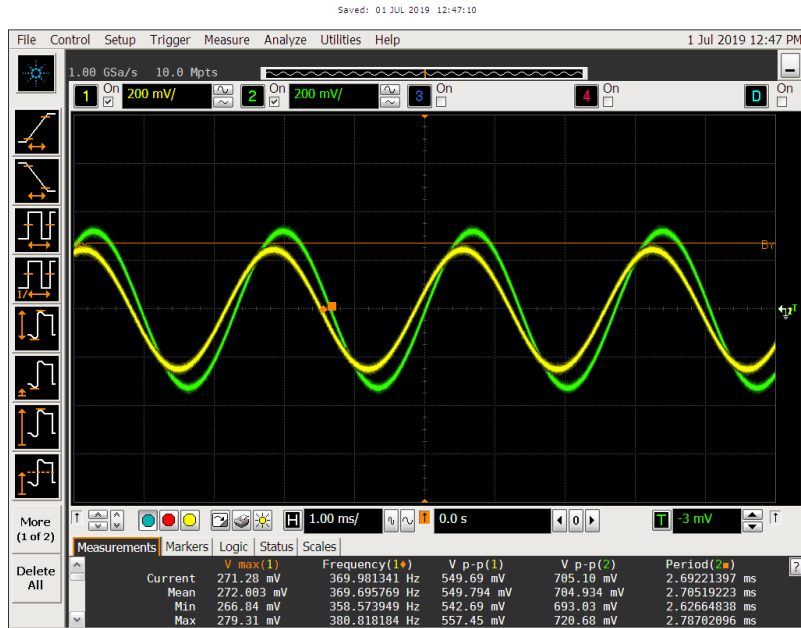 Saved: 01 JUL 2019 12:47:10
File Control Setup Trigger Measure Analyze Utilities Help 1 Jul 2019 12:47 PM
1.00 GSa/s 10.0 Mpts
1 On 200 mV/ 2 On 200 mV/ 3 On 4 On D On
By
T
1/
More
(1 of 2)
Delete
All
H 1.00 ms/ T 0.0 s 0 T -3 mV
Measurements Markers Logic Status Scales
V max(1) Frequency(1♦) V p-p(1) V p-p(2) Period(2■) ?
Current 271.28 mV 369.981341 Hz 549.69 mV 705.10 mV 2.69221397 ms
Mean 272.003 mV 369.695769 Hz 549.794 mV 704.934 mV 2.70519223 ms
Min 266.84 mV 358.573949 Hz 542.69 mV 693.03 mV 2.62664838 ms
Max 279.31 mV 380.818184 Hz 557.45 mV 720.68 mV 2.78702096 ms